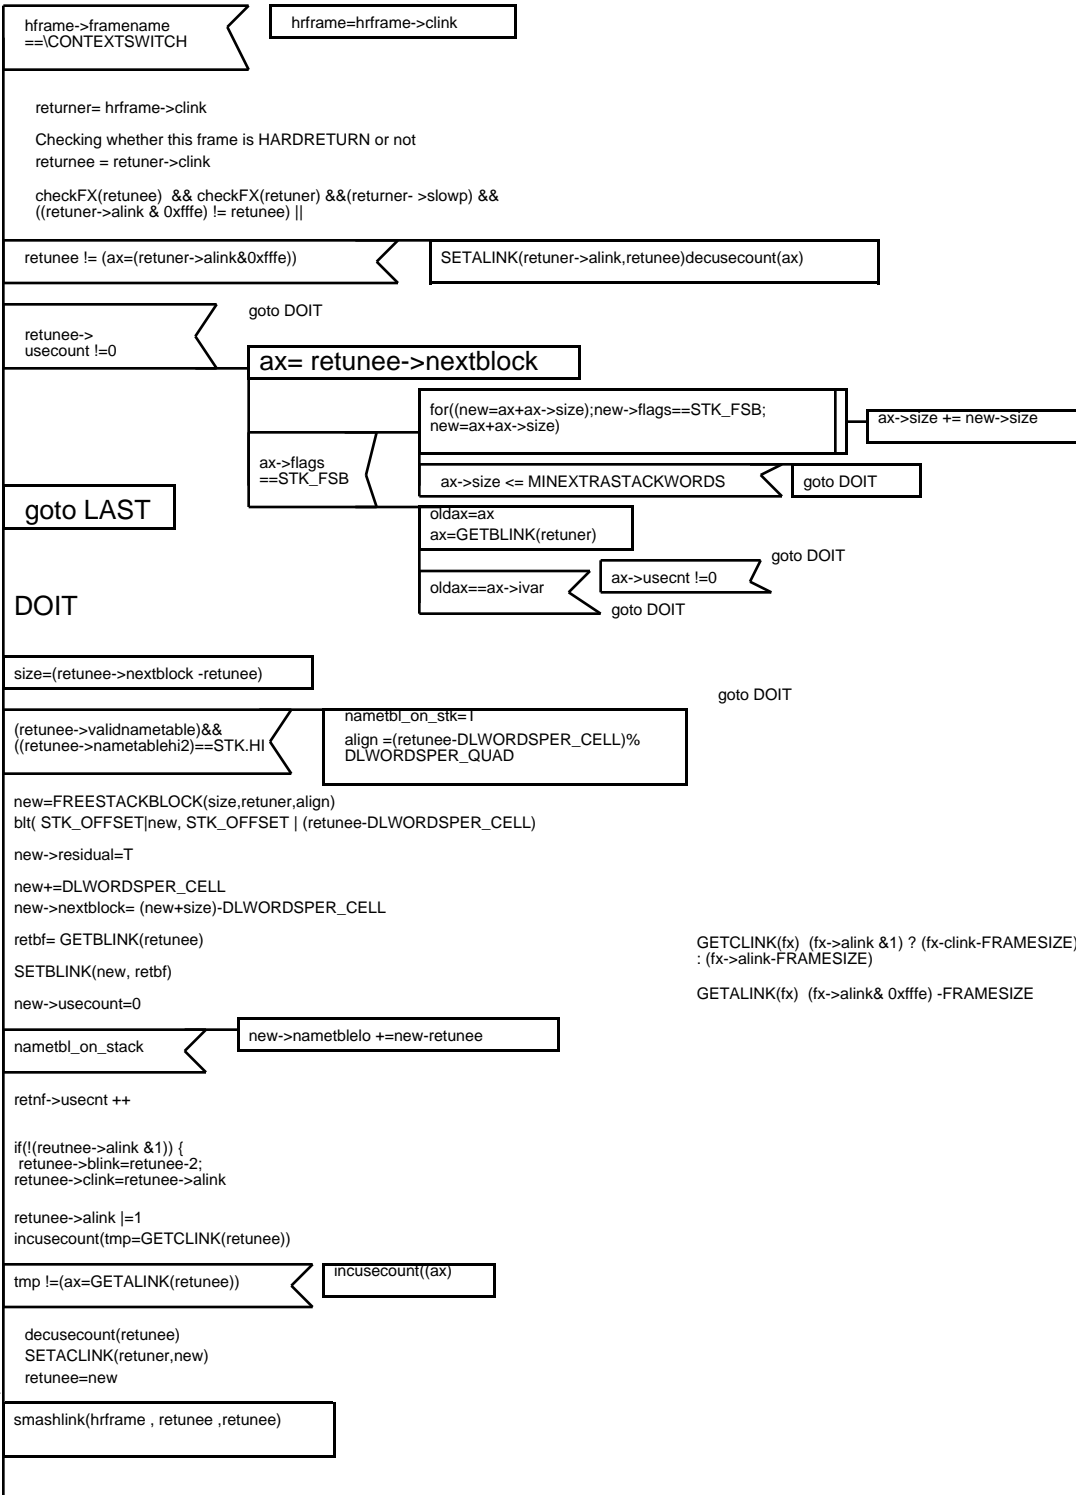 hframe->framename
==\CONTEXTSWITCH
hrframe=hrframe->clink
returner= hrframe->clink
Checking whether this frame is HARDRETURN or not
returnee = retuner->clink
checkFX(retunee)  && checkFX(retuner) &&(returner- >slowp) &&
((retuner->alink & 0xfffe) != retunee) ||
retunee != (ax=(retuner->alink&0xfffe))
SETALINK(retuner->alink,retunee)decusecount(ax)
goto DOIT
retunee->
usecount !=0
ax= retunee->nextblock
for((new=ax+ax->size);new->flags==STK_FSB;
new=ax+ax->size)
ax->size += new->size
ax->flags
==STK_FSB
ax->size <= MINEXTRASTACKWORDS
goto DOIT
goto LAST
oldax=ax
ax=GETBLINK(retuner)
goto DOIT
oldax==ax->ivar
ax->usecnt !=0
goto DOIT
DOIT
size=(retunee->nextblock -retunee)
goto DOIT
(retunee->validnametable)&&
((retunee->nametablehi2)==STK.HI
nametbl_on_stk=T
align =(retunee-DLWORDSPER_CELL)%
DLWORDSPER_QUAD
new=FREESTACKBLOCK(size,retuner,align)
blt( STK_OFFSET|new, STK_OFFSET | (retunee-DLWORDSPER_CELL)
new->residual=T
new+=DLWORDSPER_CELL
new->nextblock= (new+size)-DLWORDSPER_CELL
retbf= GETBLINK(retunee)
GETCLINK(fx)  (fx->alink &1) ? (fx-clink-FRAMESIZE)
: (fx->alink-FRAMESIZE)
SETBLINK(new, retbf)
GETALINK(fx)  (fx->alink& 0xfffe) -FRAMESIZE
new->usecount=0
nametbl_on_stack
new->nametblelo +=new-retunee
retnf->usecnt ++
if(!(reutnee->alink &1)) {
retunee->blink=retunee-2;
retunee->clink=retunee->alink
retunee->alink |=1
incusecount(tmp=GETCLINK(retunee))
tmp !=(ax=GETALINK(retunee))
incusecount((ax)
decusecount(retunee)
SETACLINK(retuner,new)
retunee=new
smashlink(hrframe , retunee ,retunee)